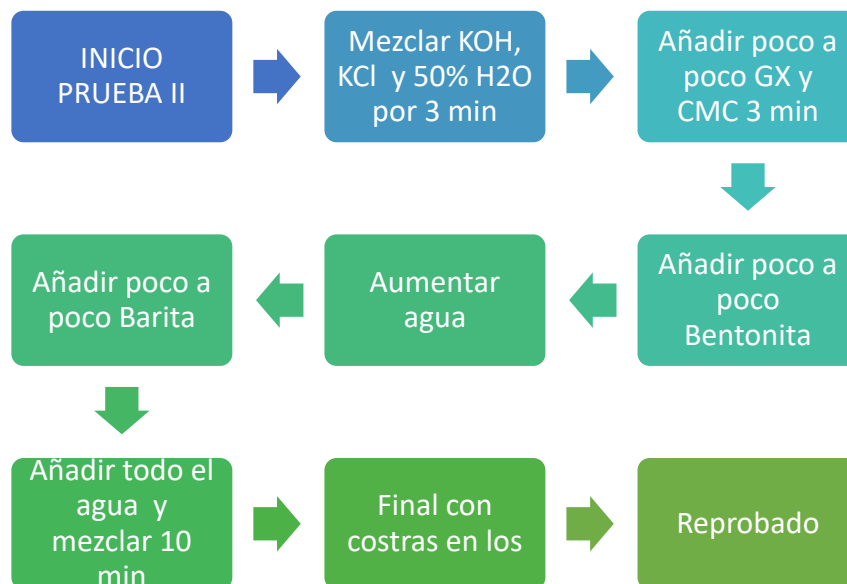 INICIO
PRUEBA II
Mezclar KOH,
KCl y 50% H2O
por 3 min
Añadir poco a
poco GX y
CMC 3 min
Añadir poco a
poco
Bentonita
Aumentar
agua
Añadir poco a
poco Barita
Añadir todo el
agua y
mezclar 10
min
Final con
costras en los
Reprobado